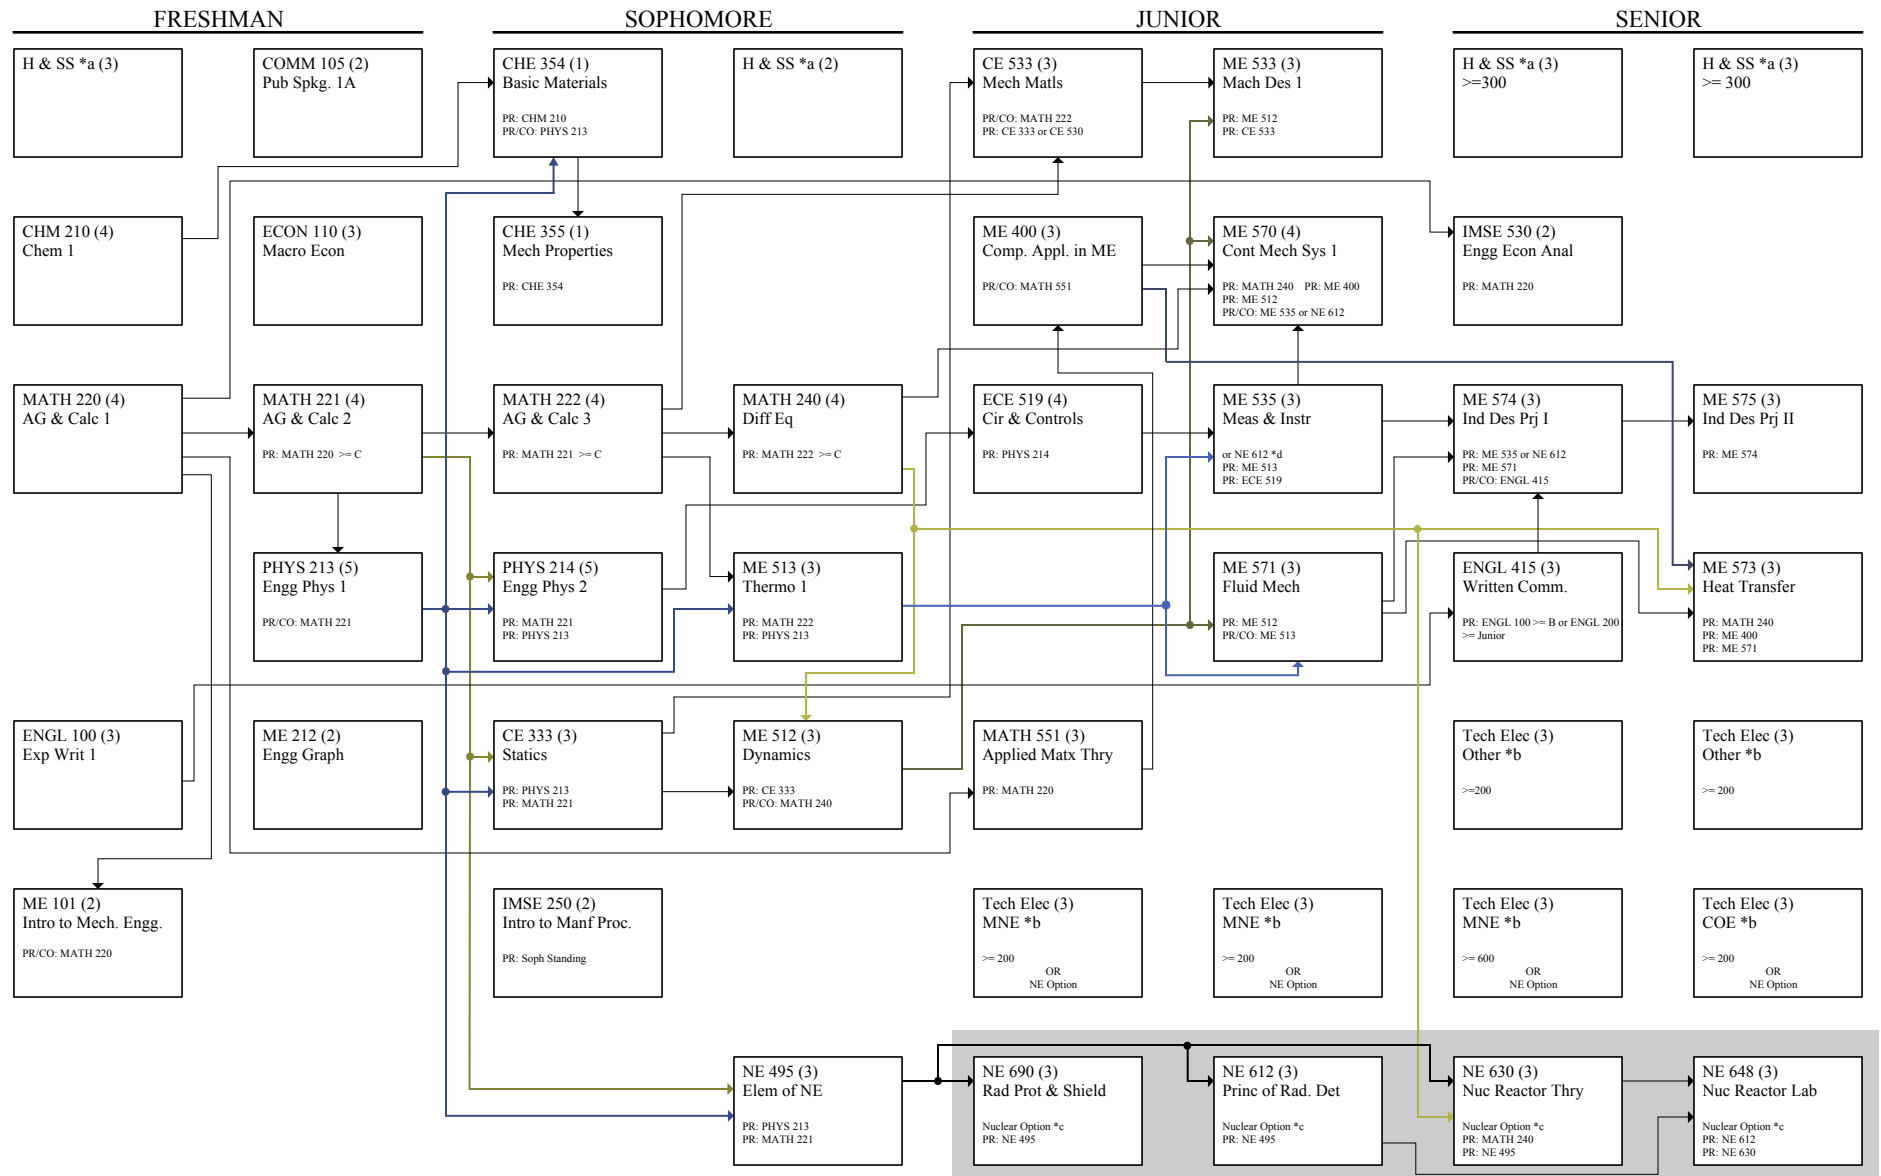 FRESHMAN
SOPHOMORE
JUNIOR
SENIOR
H & SS *a (3)
COMM 105 (2)
Pub Spkg. 1A
CHE 354 (1)
Basic Materials
PR: CHM 210
PR/CO: PHYS 213
H & SS *a (2)
CE 533 (3)
Mech Matls
PR/CO: MATH 222
PR: CE 333 or CE 530
ME 533 (3)
Mach Des 1
PR: ME 512
PR: CE 533
H & SS *a (3)
>=300
H & SS *a (3)
>= 300
CHM 210 (4)
Chem 1
ECON 110 (3)
Macro Econ
CHE 355 (1)
Mech Properties
PR: CHE 354
ME 400 (3)
Comp. Appl. in ME
PR/CO: MATH 551
ME 570 (4)
Cont Mech Sys 1
PR: MATH 240 PR: ME 400
PR: ME 512
PR/CO: ME 535 or NE 612
IMSE 530 (2)
Engg Econ Anal
PR: MATH 220
MATH 220 (4)
AG & Calc 1
MATH 221 (4)
AG & Calc 2
PR: MATH 220 >= C
MATH 222 (4)
AG & Calc 3
PR: MATH 221 >= C
MATH 240 (4)
Diff Eq
PR: MATH 222 >= C
ECE 519 (4)
Cir & Controls
PR: PHYS 214
ME 535 (3)
Meas & Instr
or NE 612 *d
PR: ME 513
PR: ECE 519
ME 574 (3)
Ind Des Prj I
PR: ME 535 or NE 612
PR: ME 571
PR/CO: ENGL 415
ME 575 (3)
Ind Des Prj II
PR: ME 574
PHYS 213 (5)
Engg Phys 1
PR/CO: MATH 221
PHYS 214 (5)
Engg Phys 2
PR: MATH 221
PR: PHYS 213
ME 513 (3)
Thermo 1
PR: MATH 222
PR: PHYS 213
ME 571 (3)
Fluid Mech
PR: ME 512
PR/CO: ME 513
ENGL 415 (3)
Written Comm.
PR: ENGL 100 >= B or ENGL 200
>= Junior
ME 573 (3)
Heat Transfer
PR: MATH 240
PR: ME 400
PR: ME 571
ENGL 100 (3)
Exp Writ 1
ME 212 (2)
Engg Graph
CE 333 (3)
Statics
PR: PHYS 213
PR: MATH 221
ME 512 (3)
Dynamics
PR: CE 333
PR/CO: MATH 240
MATH 551 (3)
Applied Matx Thry
PR: MATH 220
Tech Elec (3)
Other *b
>=200
Tech Elec (3)
Other *b
>= 200
ME 101 (2)
Intro to Mech. Engg.
PR/CO: MATH 220
IMSE 250 (2)
Intro to Manf Proc.
PR: Soph Standing
Tech Elec (3)
MNE *b
>= 200
OR
NE Option
Tech Elec (3)
MNE *b
>= 200
OR
NE Option
Tech Elec (3)
MNE *b
>= 600
OR
NE Option
Tech Elec (3)
COE *b
>= 200
OR
NE Option
NE 495 (3)
Elem of NE
PR: PHYS 213
PR: MATH 221
NE 690 (3)
Rad Prot & Shield
Nuclear Option *c
PR: NE 495
NE 612 (3)
Princ of Rad. Det
Nuclear Option *c
PR: NE 495
NE 630 (3)
Nuc Reactor Thry
Nuclear Option *c
PR: MATH 240
PR: NE 495
NE 648 (3)
Nuc Reactor Lab
Nuclear Option *c
PR: NE 612
PR: NE 630